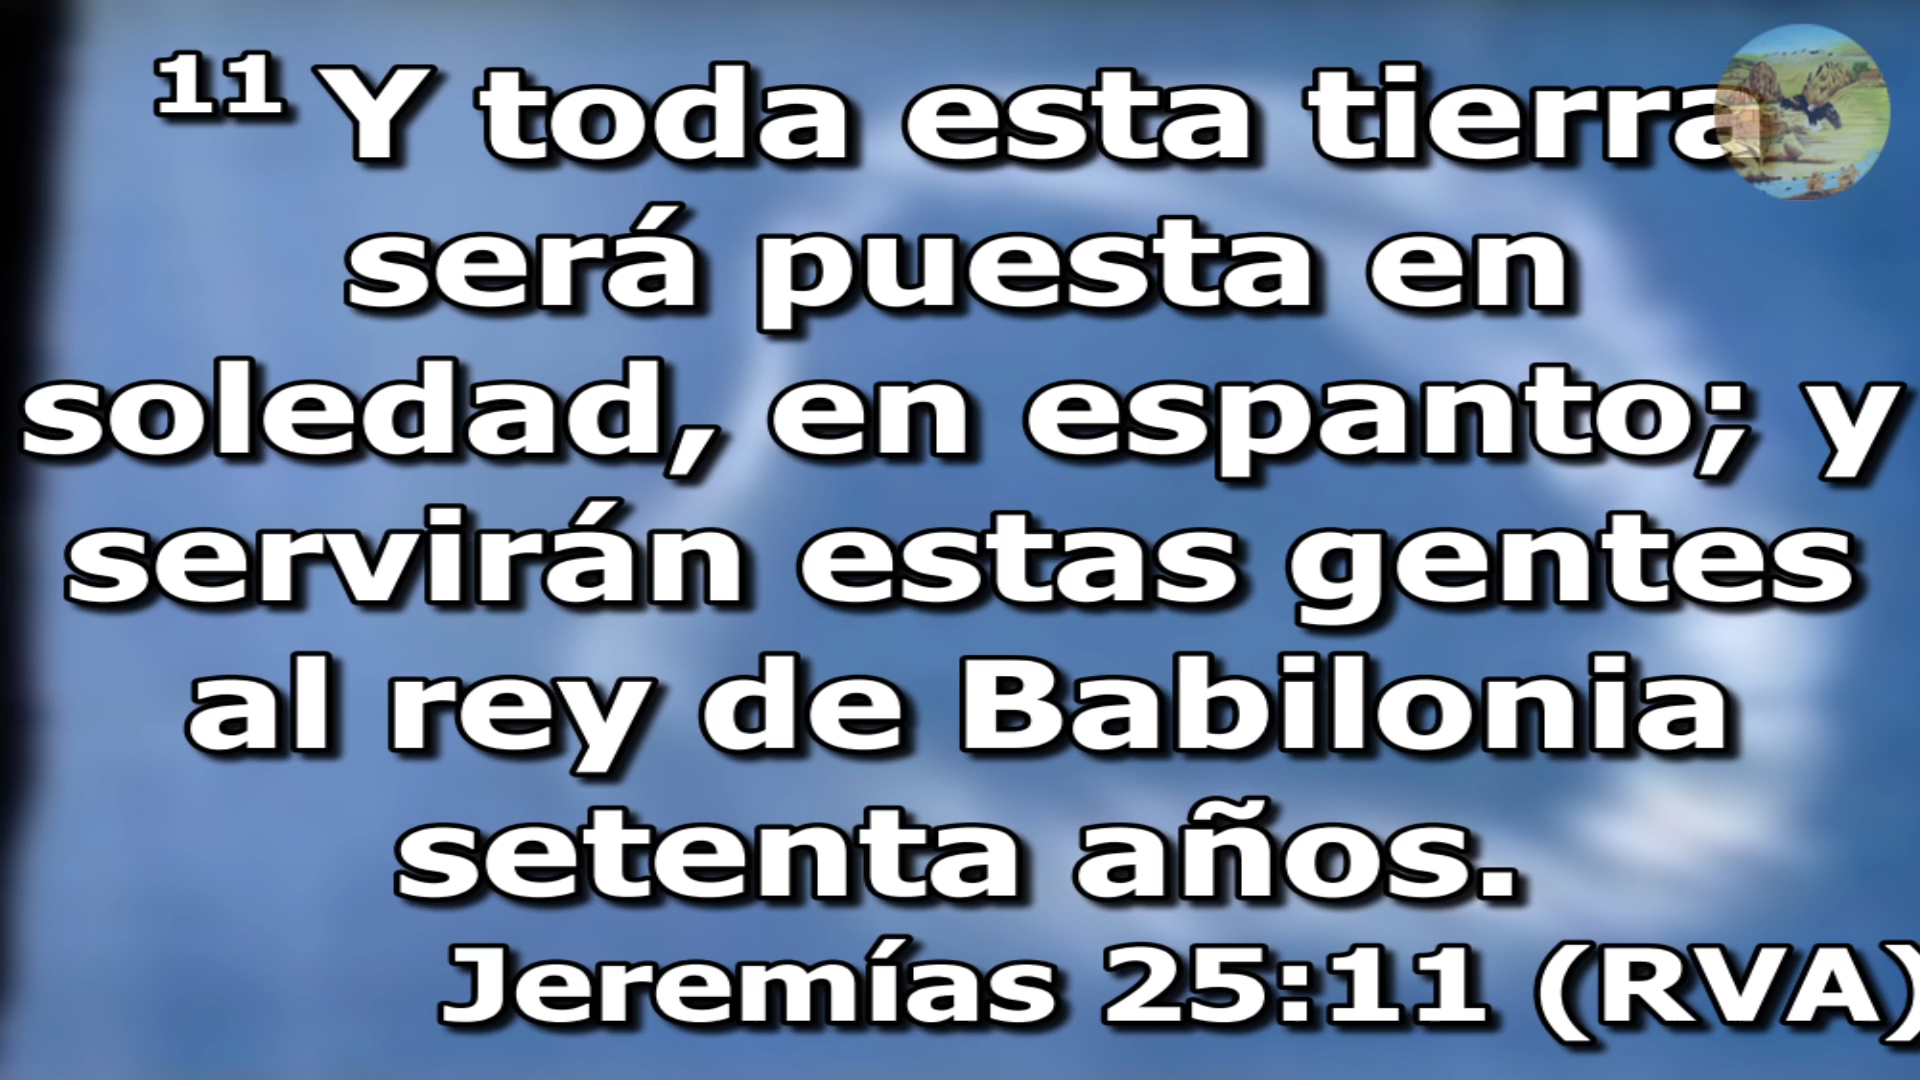 11 Y toda esta tierra
será puesta en
soledad, en espanto; y
servirán estas gentes
al rey de Babilonia
setenta años.
Jeremías 25:11 (RVA)